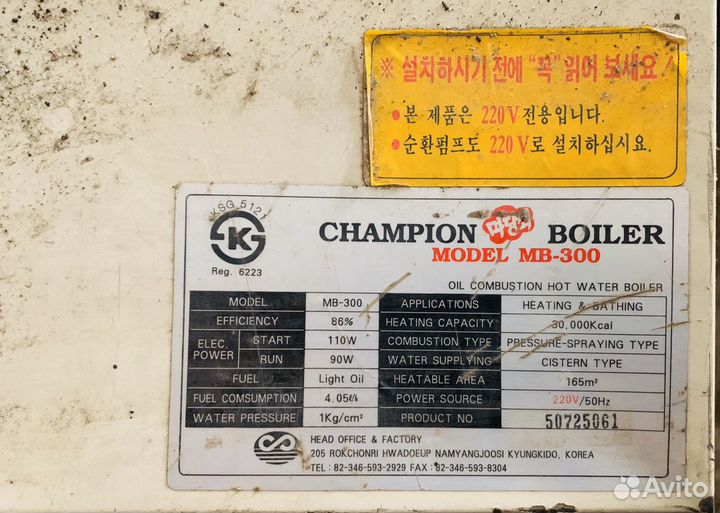 ※ 설치하시기 전에 "꼭" 읽어 보세요!
• 본 제품은 220V 전용입니다.
• 순환펌프도 220V로 설치하십시요.
KSG 5121
K
Reg. 6223
CHAMPION 마당쇠 BOILER
MODEL MB-300
OIL COMBUSTION HOT WATER BOILER
MODEL MB-300 APPLICATIONS HEATING & BATHING
EFFICIENCY 86% HEATING CAPACITY 30,000Kcal
ELEC. POWER START 110W COMBUSTION TYPE PRESSURE-SPRAYING TYPE
RUN 90W WATER SUPPLYING CISTERN TYPE
FUEL Light Oil HEATABLE AREA 165m²
FUEL COMSUMPTION 4.05ℓ/h POWER SOURCE 220V/50Hz
WATER PRESSURE 1Kg/cm² PRODUCT NO. 50725061
HEAD OFFICE & FACTORY
205 ROKCHONRI HWADOEUP NAMYANGJOOSI KYUNGKIDO, KOREA
TEL : 82-346-593-2929 FAX : 82-346-593-8304
Avito